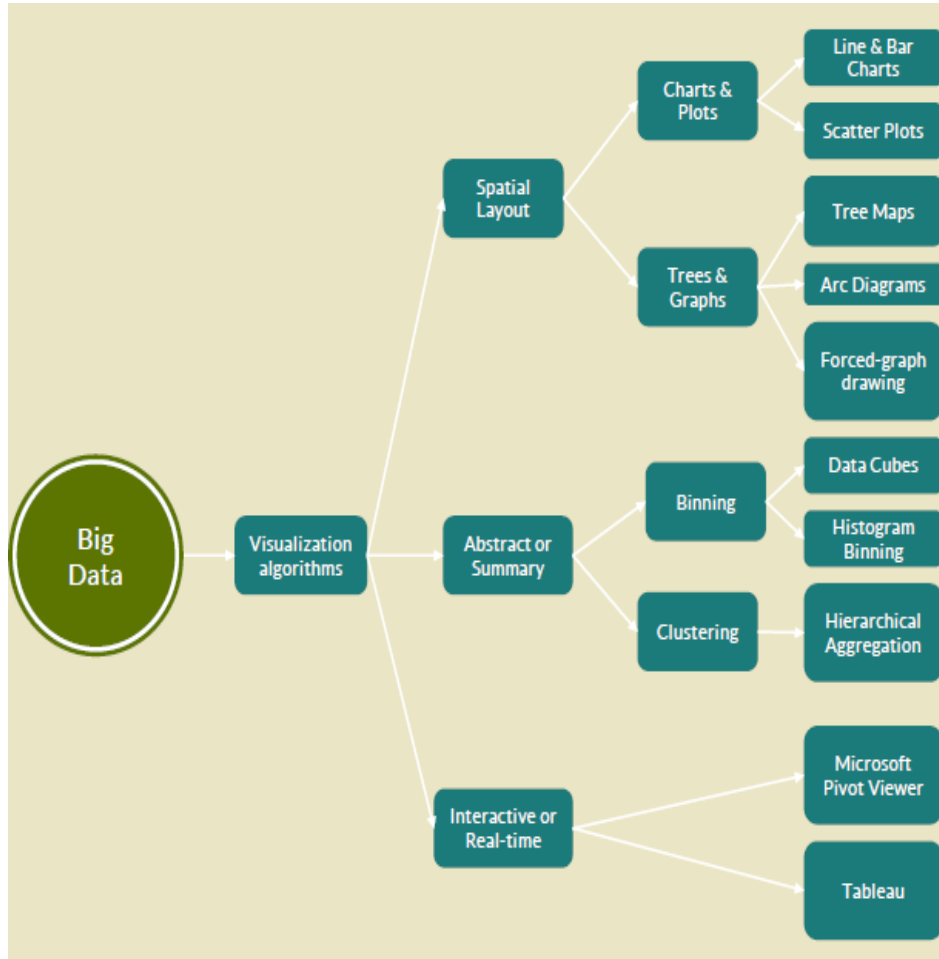 Line & Bar
Charts
Charts &
Plots
Scatter Plots
Spatial
Layout
Tree Maps
Trees &
Graphs
Arc Diagrams
Forced-graph
drawing
Big
Data
Visualization
algorithms
Abstract or
Summary
Binning
Data Cubes
Histogram
Binning
Clustering
Hierarchical
Aggregation
Interactive or
Real-time
Microsoft
Pivot Viewer
Tableau